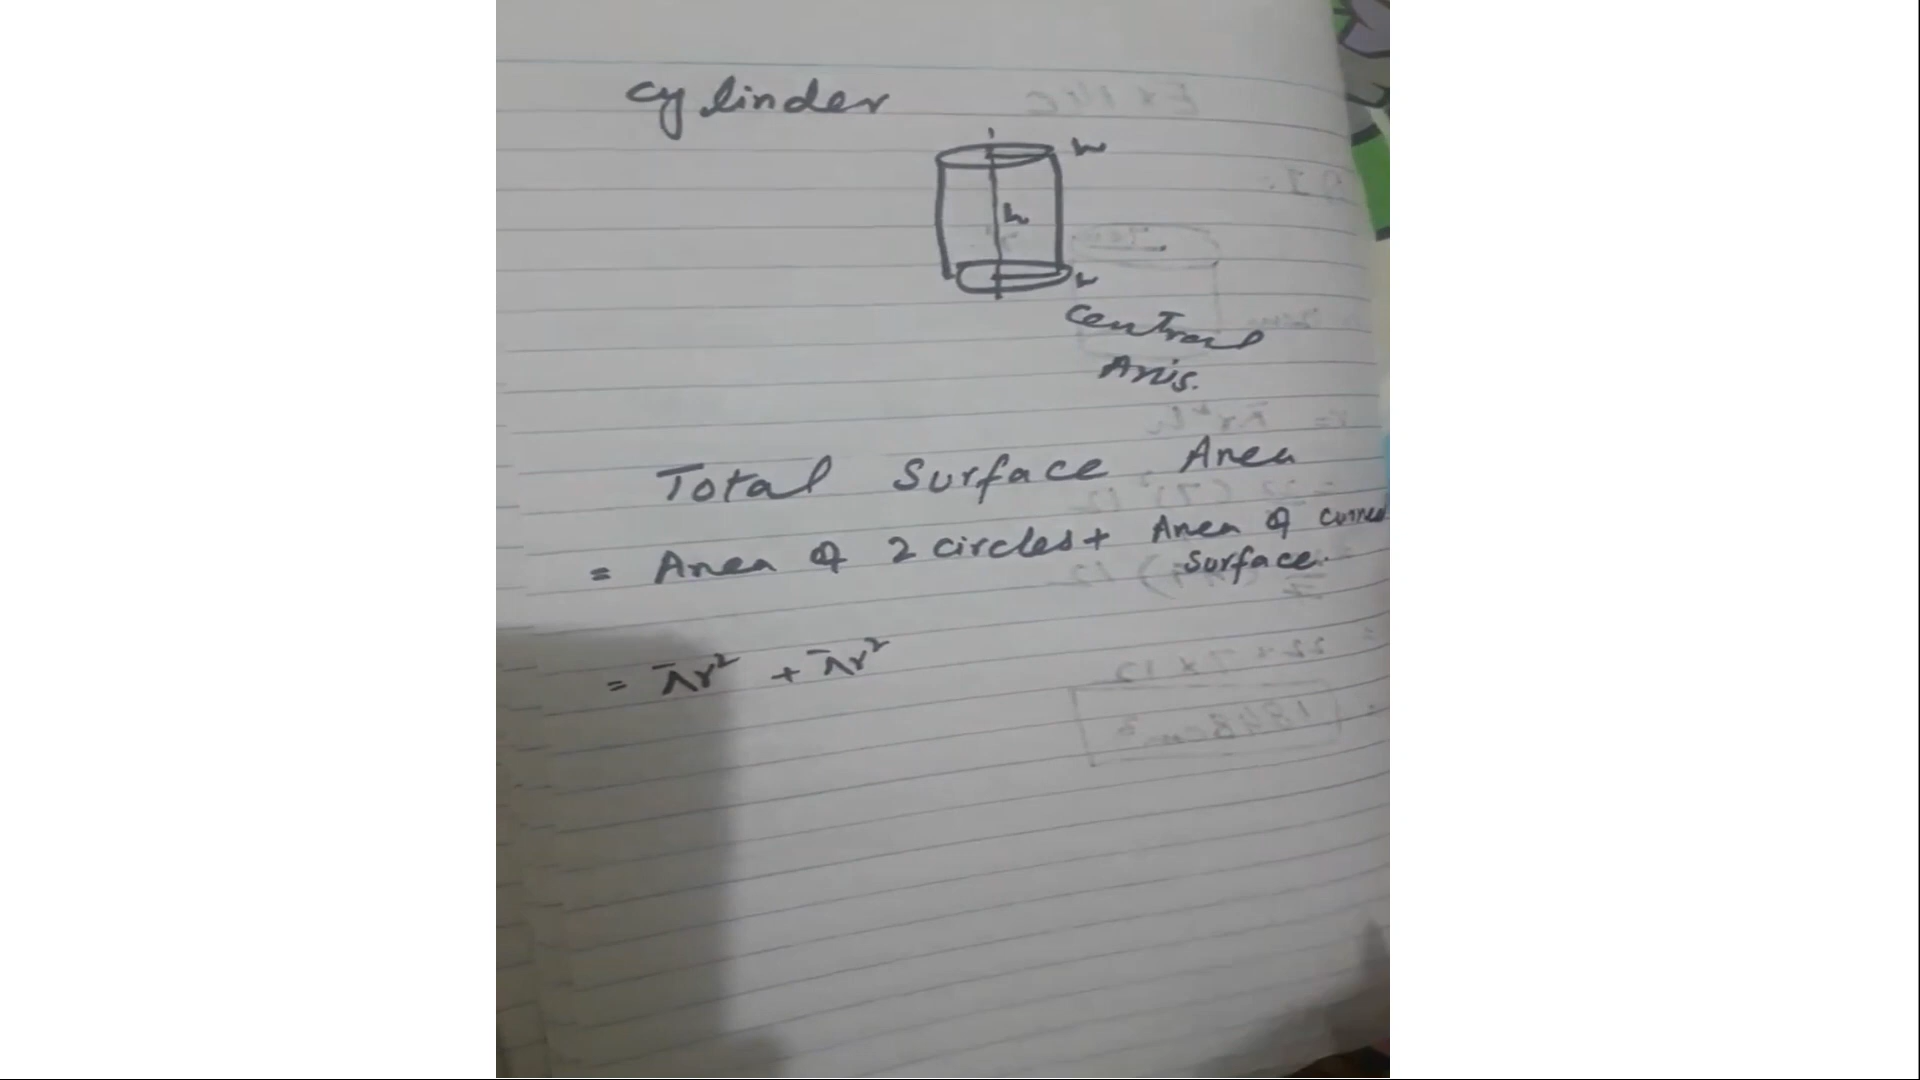 cylinder
r
h
r
Central
Axis.
Total Surface Area
= Area of 2 circles + Area of curved
surface.
= πr² + πr²